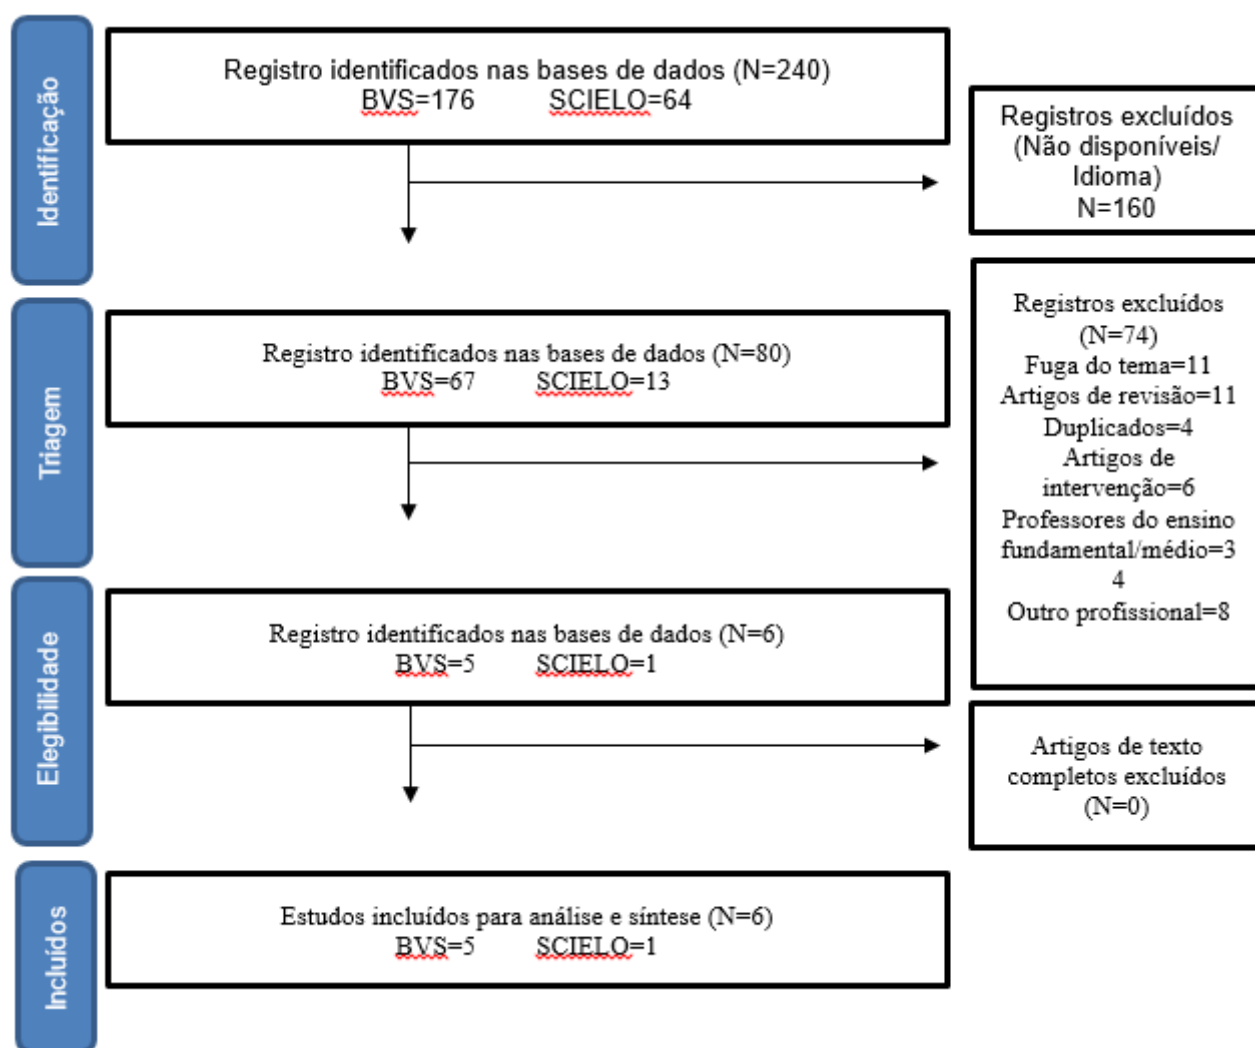 Identificação
Registro identificados nas bases de dados (N=240)
BVS=176 SCIELO=64
Registros excluídos
(Não disponíveis/
Idioma)
N=160
Triagem
Registro identificados nas bases de dados (N=80)
BVS=67 SCIELO=13
Registros excluídos
(N=74)
Fuga do tema=11
Artigos de revisão=11
Duplicados=4
Artigos de
intervenção=6
Professores do ensino
fundamental/médio=3
4
Outro profissional=8
Elegibilidade
Registro identificados nas bases de dados (N=6)
BVS=5 SCIELO=1
Artigos de texto
completos excluídos
(N=0)
Incluídos
Estudos incluídos para análise e síntese (N=6)
BVS=5 SCIELO=1